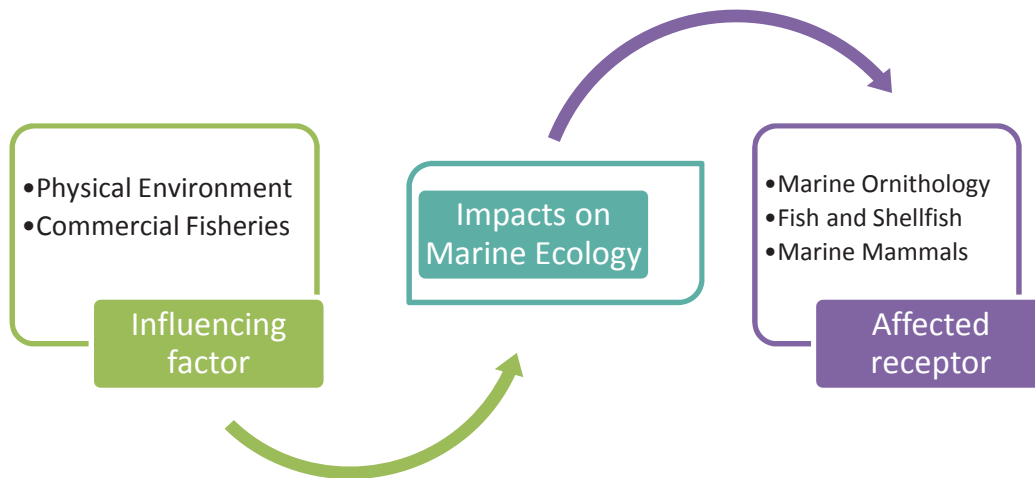 •Physical Environment
•Commercial Fisheries
Influencing
factor
Impacts on
Marine Ecology
•Marine Ornithology
•Fish and Shellfish
•Marine Mammals
Affected
receptor